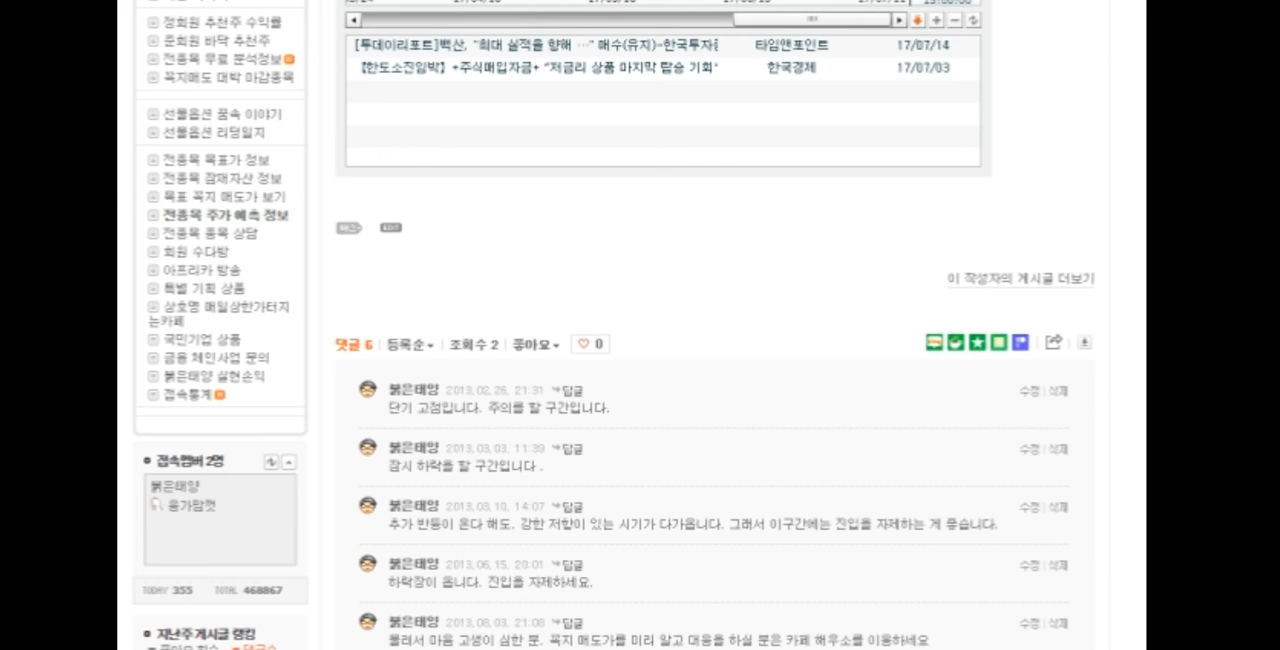 정회원 추천주 수익률
준회원 바닥 추천주
전종목 무료 분석정보
꼭지매도 대박 마감종목
선물옵션 꿈속 이야기
선물옵션 리딩일지
전종목 목표가 정보
전종목 잠재자산 정보
목표 꼭지 매도가 보기
전종목 주가 예측 정보
전종목 종목 상담
회원 수다방
아프리카 방송
특별 기획 상품
상호명 매일상한가터지
는카페
국민기업 상품
금융 체인사업 문의
붉은태양 실현손익
접속통계
접속멤버 2명
붉은태양
TODAY 355 TOTAL 468867
지난주 게시글 랭킹
[투데이리포트]백산, "최대 실적을 향해 …" 매수(유지)-한국투자증 타임앤포인트 17/07/14
【한도소진임박】+주식매입자금+ "저금리 상품 마지막 탑승 기회" 한국경제 17/07/03
EDIT
이 작성자의 게시글 더보기
댓글 6 등록순 조회수 2 좋아요 ♡ 0
붉은태양 2013.02.26. 21:31 답글 수정 삭제
단기 고점입니다. 주의를 할 구간입니다.
붉은태양 2013.03.03. 11:39 답글 수정 삭제
잠시 하락을 할 구간입니다 .
붉은태양 2013.03.10. 14:07 답글 수정 삭제
추가 반등이 온다 해도. 강한 저항이 있는 시기가 다가옵니다. 그래서 이구간에는 진입을 자제하는 게 좋습니다.
붉은태양 2013.06.15. 20:01 답글 수정 삭제
하락장이 옵니다. 진입을 자제하세요.
붉은태양 2013.08.03. 21:08 답글 수정 삭제
물려서 마음 고생이 심한 분. 꼭지 매도가를 미리 알고 대응을 하실 분은 카페 해우소를 이용하세요